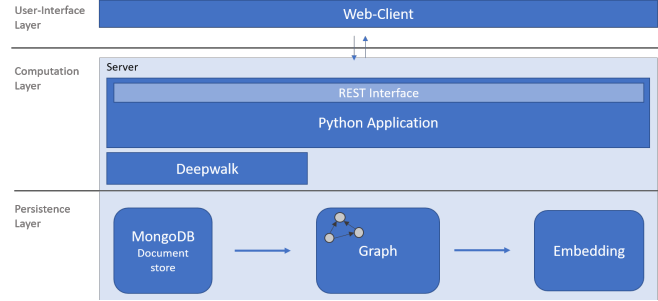 User-Interface
Layer
Web-Client
Computation
Layer
Server
REST Interface
Python Application
Deepwalk
Persistence
Layer
MongoDB
Document
store
Graph
Embedding